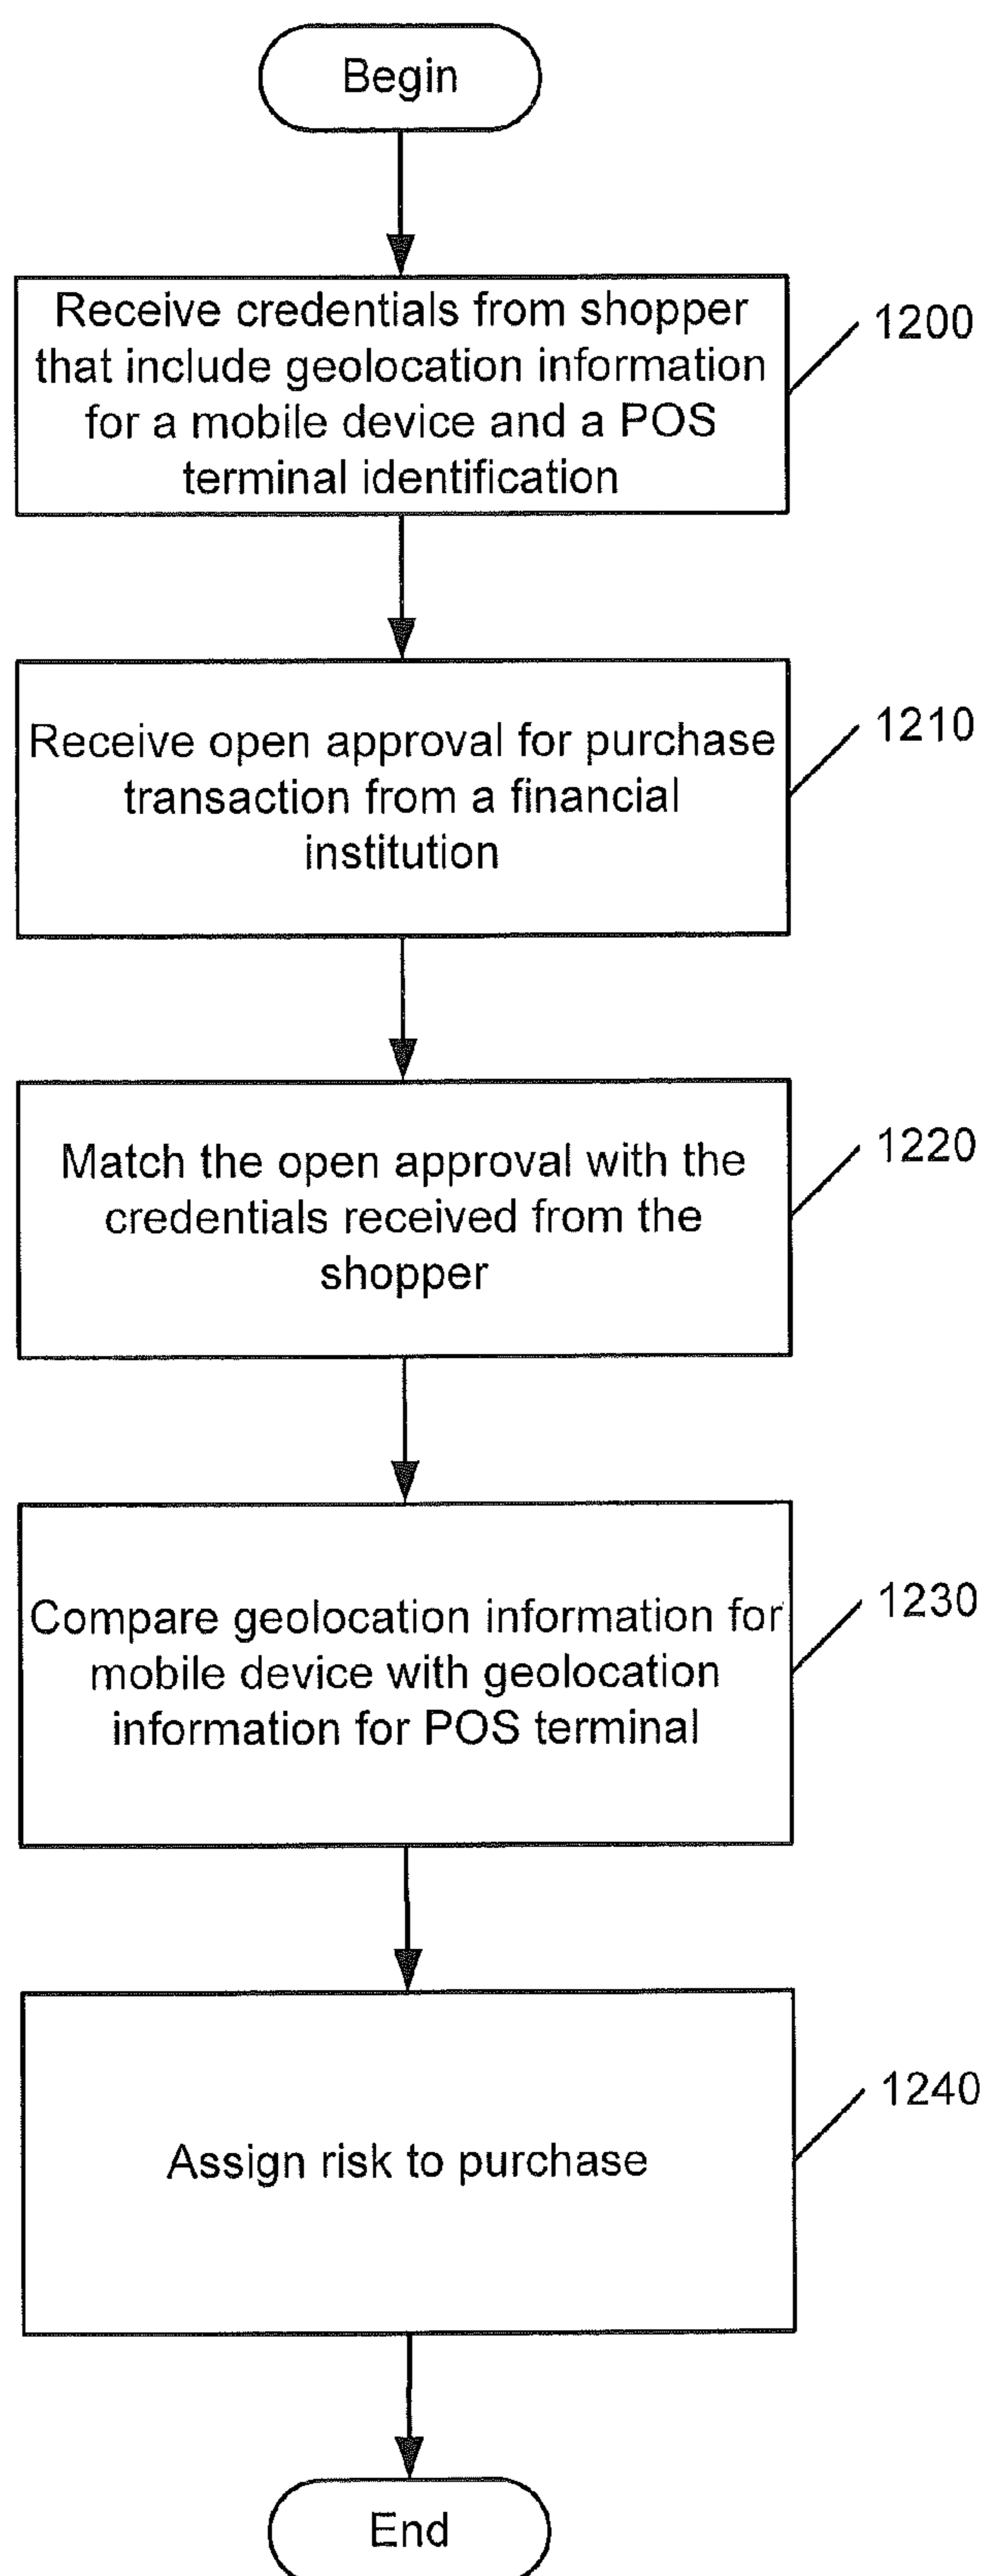 Begin
Receive credentials from shopper
that include geolocation information
for a mobile device and a POS
terminal identification
1200
Receive open approval for purchase
transaction from a financial
institution
1210
Match the open approval with the
credentials received from the
shopper
1220
Compare geolocation information for
mobile device with geolocation
information for POS terminal
1230
Assign risk to purchase
1240
End